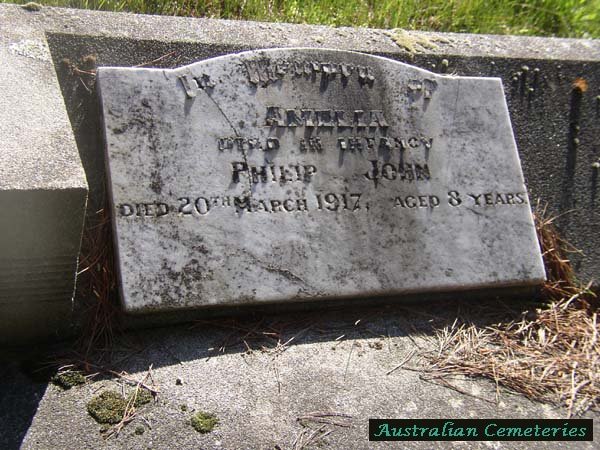 In Memory of
Amelia
Died in Infancy
Philip John
Died 20th March 1917, aged 8 years.
Australian Cemeteries